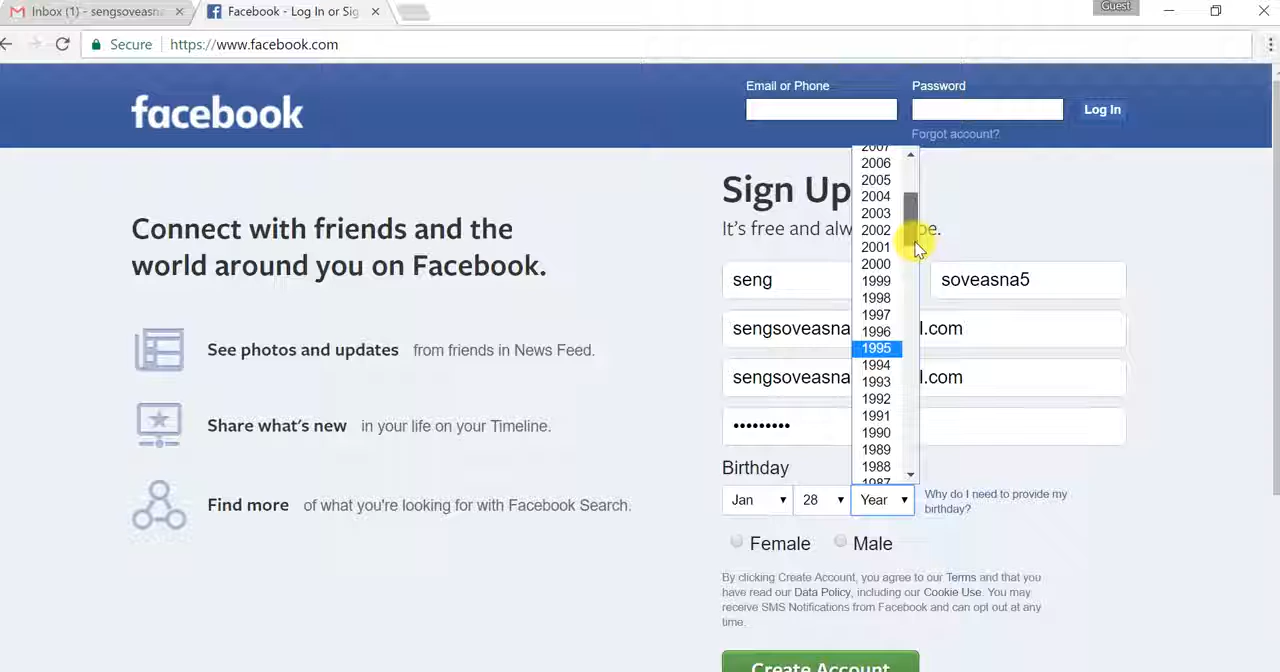 Inbox (1) - sengsoveasna
Facebook - Log In or Sig
Guest
Secure
https://www.facebook.com
facebook
Email or Phone
Password
Log In
Forgot account?
Connect with friends and the
world around you on Facebook.
See photos and updates from friends in News Feed.
Share what's new in your life on your Timeline.
Find more of what you're looking for with Facebook Search.
Sign Up
It's free and
seng
soveasna5
sengsoveasna l.com
sengsoveasna l.com
•••••••••
2007
2006
2005
2004
2003
2002
2001
2000
1999
1998
1997
1996
1995
1994
1993
1992
1991
1990
1989
1988
1987
Birthday
Jan 28 Year
Why do I need to provide my
birthday?
Female Male
By clicking Create Account, you agree to our Terms and that you
have read our Data Policy, including our Cookie Use. You may
receive SMS Notifications from Facebook and can opt out at any
time.
Create Account